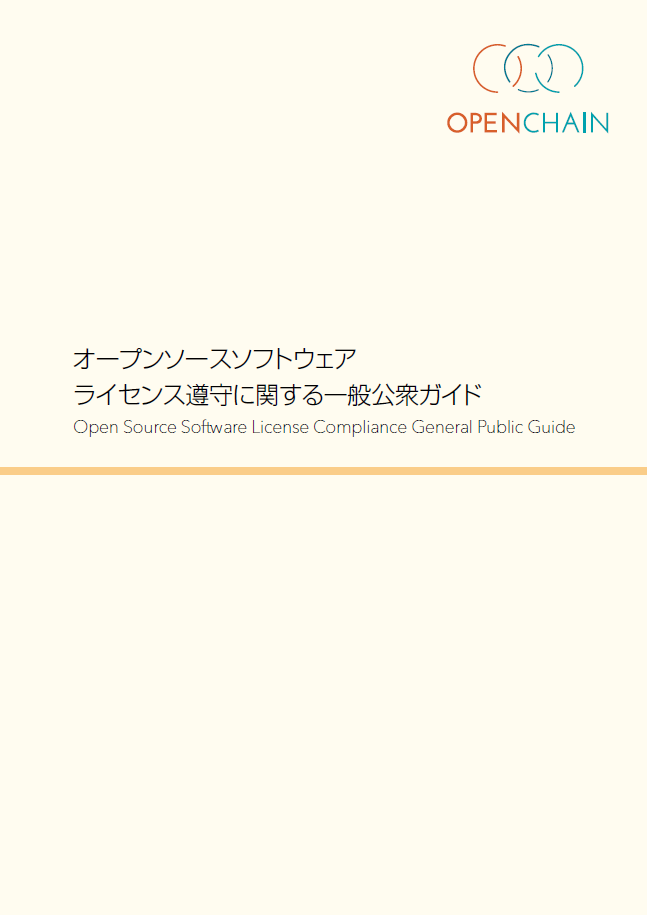 OPENCHAIN
オープンソースソフトウェア
ライセンス遵守に関する一般公衆ガイド
Open Source Software License Compliance General Public Guide